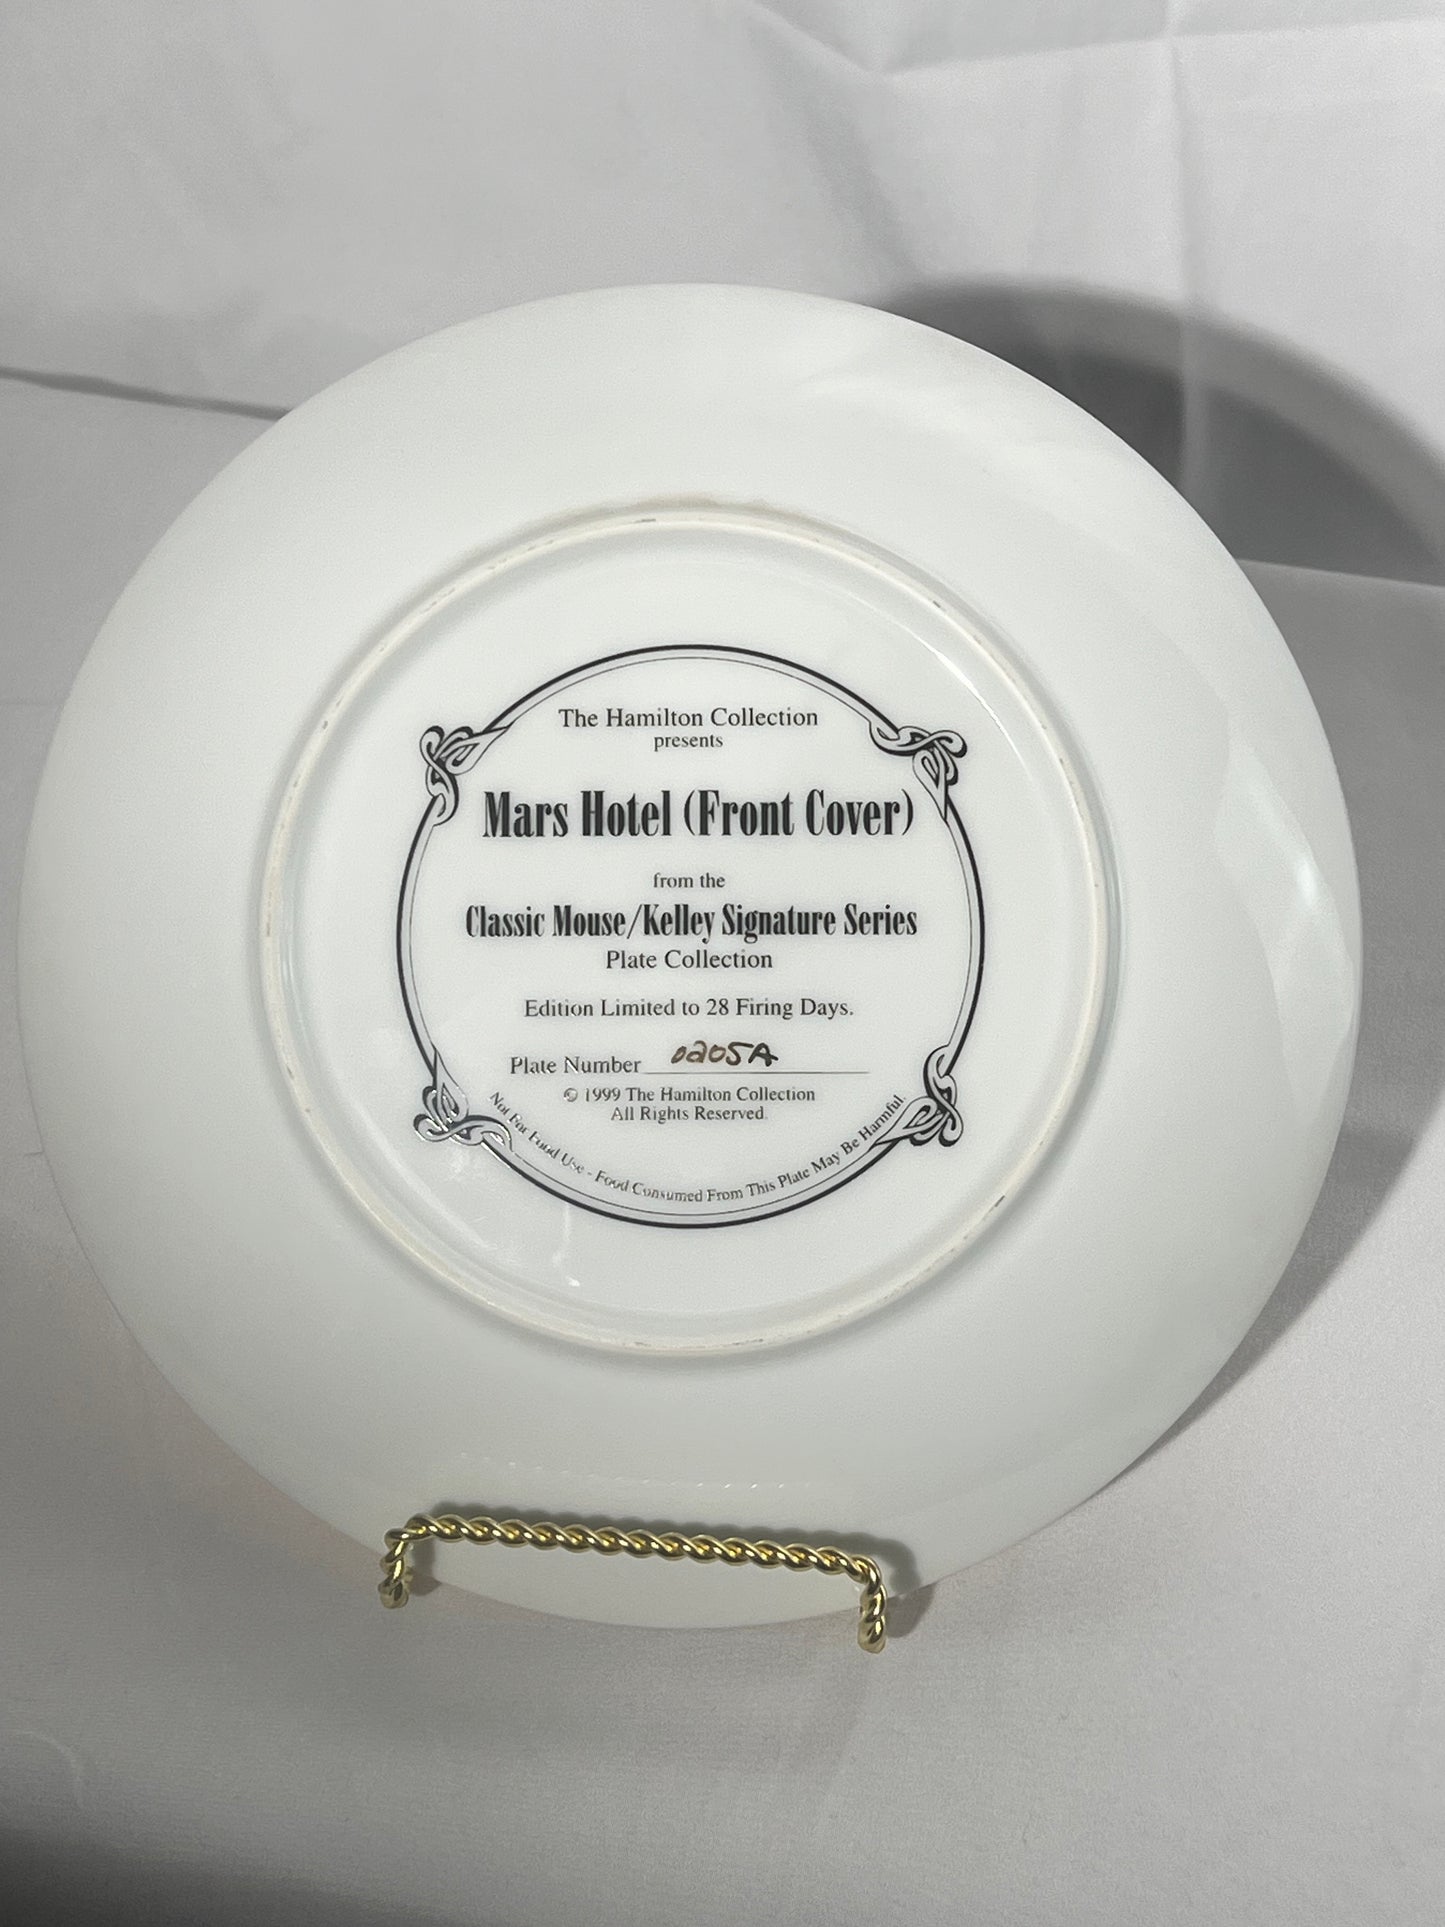 The Hamilton Collection
presents
Mars Hotel (Front Cover)
from the
Classic Mouse/Kelley Signature Series
Plate Collection
Edition Limited to 28 Firing Days.
Plate Number 0205A
© 1999 The Hamilton Collection
All Rights Reserved.
Not For Food Use - Food Consumed From This Plate May Be Harmful.